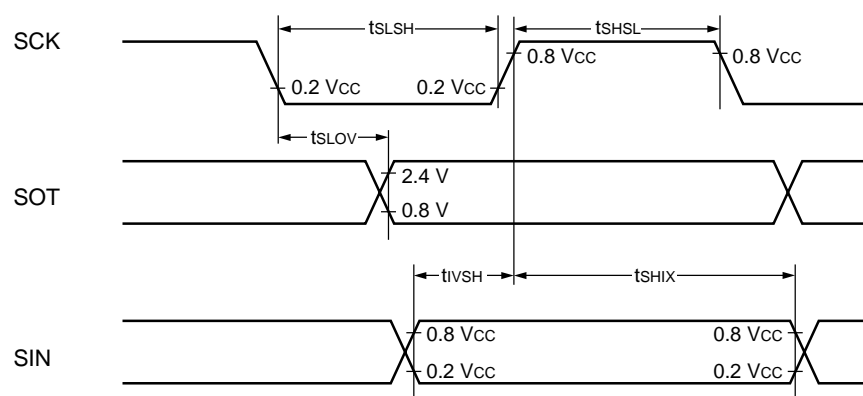 tSLSH tSHSL
SCK
0.8 VCC 0.8 VCC
0.2 VCC 0.2 VCC
tSLOV
2.4 V
SOT
0.8 V
tIVSH tSHIX
0.8 VCC 0.8 VCC
SIN
0.2 VCC 0.2 VCC